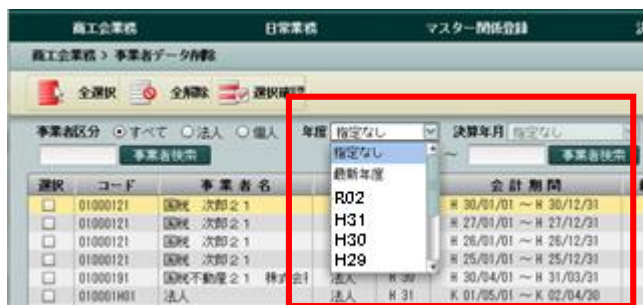 商工会業務 日常業務 マスター関係登録
商工会業務 > 事業者データ削除
全選択 全解除 選択確認
事業者区分 すべて 法人 個人 年度 指定なし 決算年月 指定なし
事業者検索 ～ 事業者検索
指定なし
最新年度
R02
H31
H30
H29
選択 コード 事業者名 会計期間
01000121 国税 次郎21 H 30/01/01 ～ H 30/12/31
01000121 国税 次郎21 H 27/01/01 ～ H 27/12/31
01000121 国税 次郎21 H 26/01/01 ～ H 26/12/31
01000121 国税 次郎21 H 25/01/01 ～ H 25/12/31
01000191 国税不動産21 株式会社 法人 H 30 H 30/04/01 ～ H 31/03/31
010001H01 法人 法人 H 31 K 01/05/01 ～ K 02/04/30